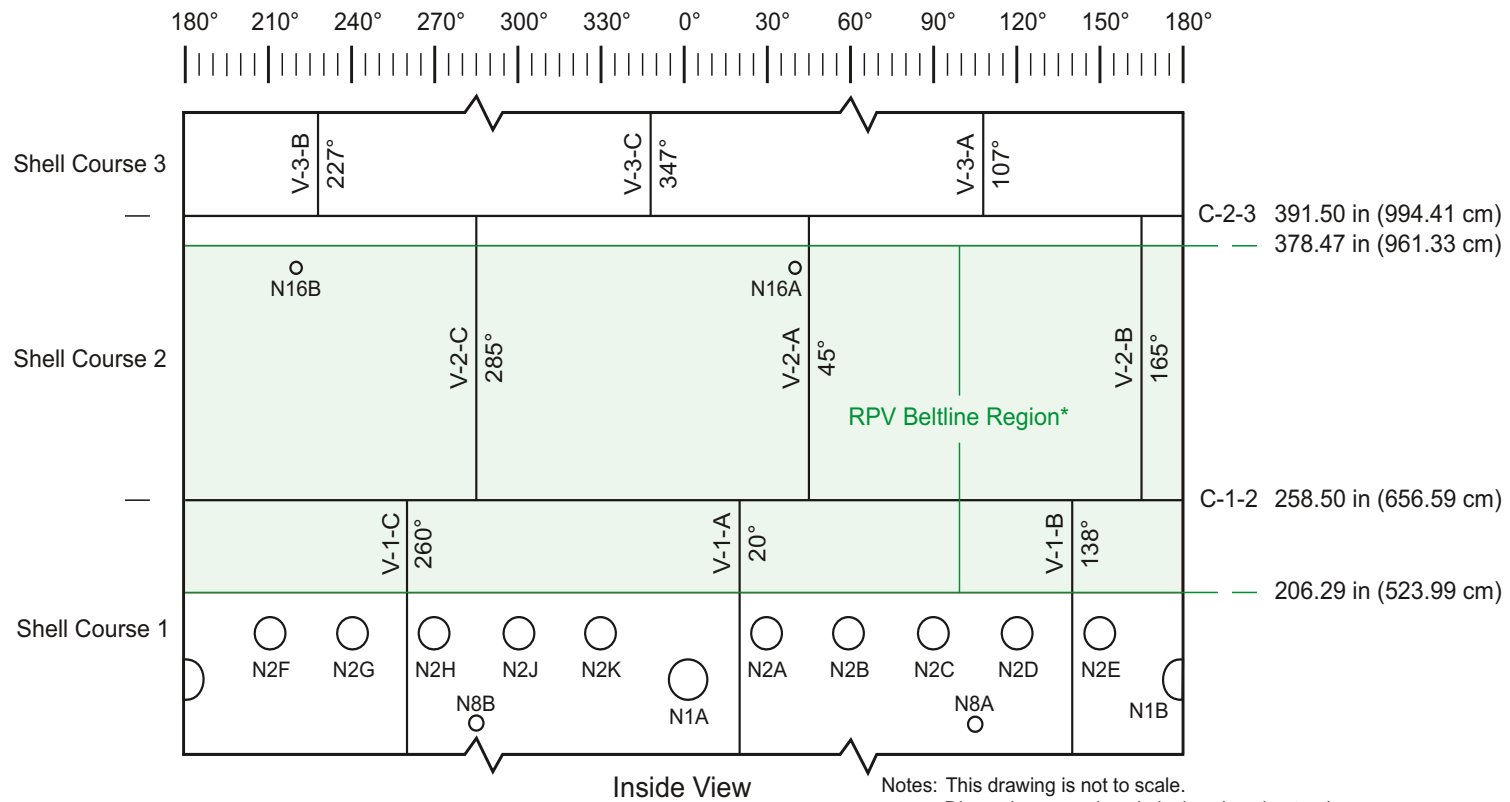 180° 210° 240° 270° 300° 330° 0° 30° 60° 90° 120° 150° 180°
Shell Course 3
V-3-B 227°
V-3-C 347°
V-3-A 107°
C-2-3 391.50 in (994.41 cm)
378.47 in (961.33 cm)
N16B
N16A
Shell Course 2
V-2-C 285°
V-2-A 45°
V-2-B 165°
RPV Beltline Region*
C-1-2 258.50 in (656.59 cm)
V-1-C 260°
V-1-A 20°
V-1-B 138°
206.29 in (523.99 cm)
Shell Course 1
N2F N2G N2H N2J N2K N2A N2B N2C N2D N2E
N8B N1A N8A N1B
Inside View
Notes: This drawing is not to scale.